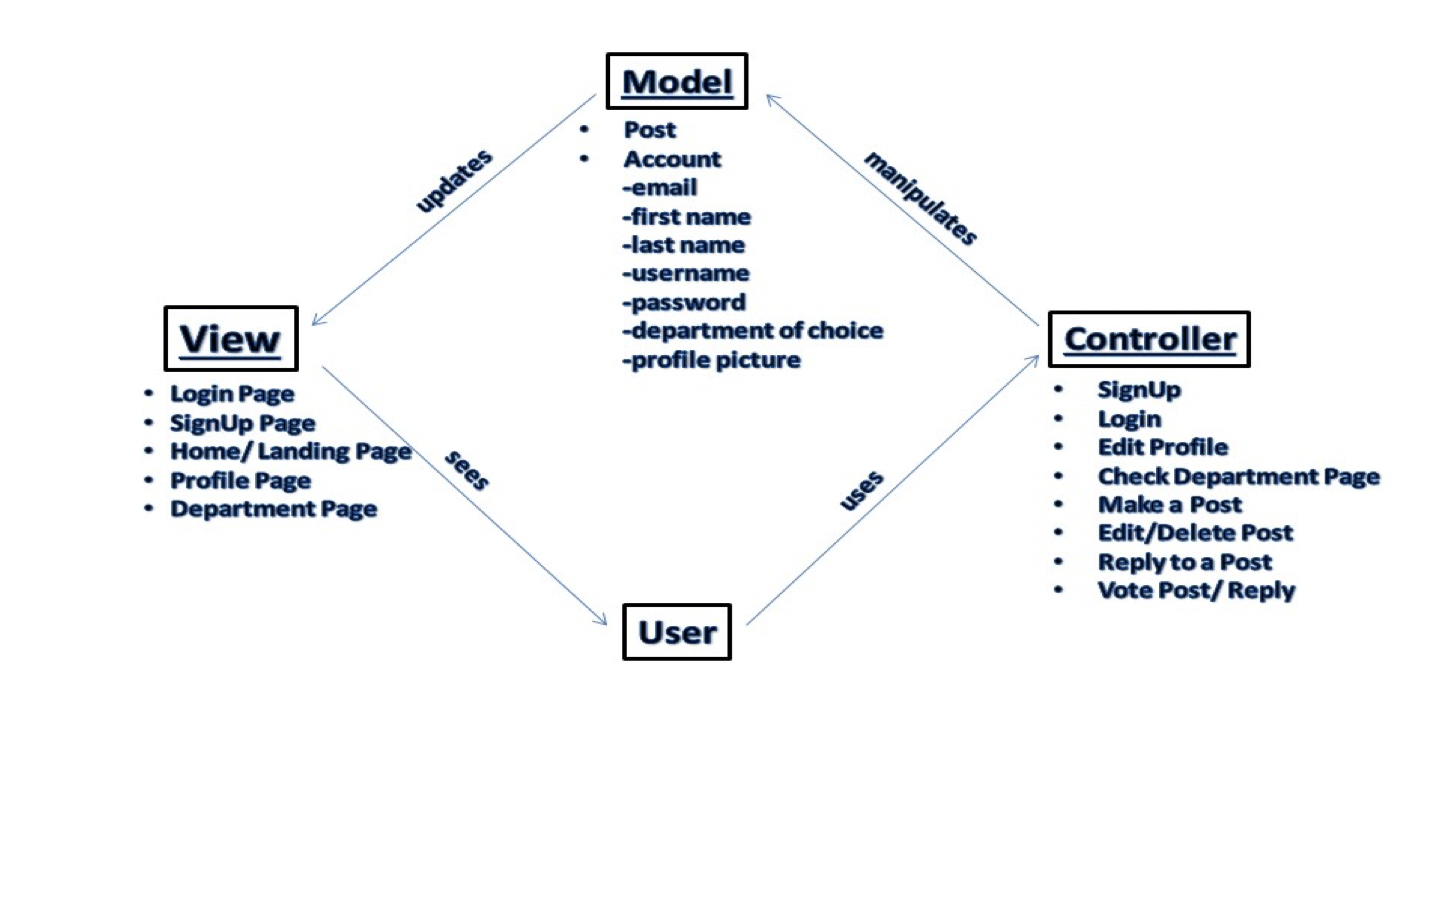 Model
• Post
• Account
-email
-first name
-last name
-username
-password
-department of choice
-profile picture
updates
manipulates
View
• Login Page
• SignUp Page
• Home/ Landing Page
• Profile Page
• Department Page
Controller
• SignUp
• Login
• Edit Profile
• Check Department Page
• Make a Post
• Edit/Delete Post
• Reply to a Post
• Vote Post/ Reply
sees
uses
User